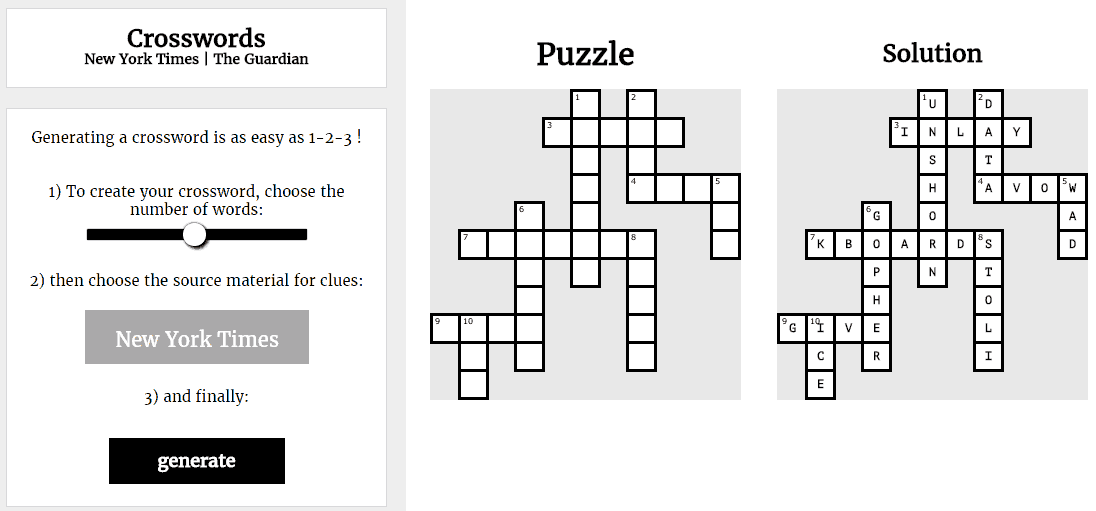 Crosswords
New York Times | The Guardian
Generating a crossword is as easy as 1-2-3 !
1) To create your crossword, choose the
number of words:
2) then choose the source material for clues:
New York Times
3) and finally:
generate
Puzzle
1 2
3
4 5
6
7 8
9 10
Solution
1 U 2 D
3 I N L A Y
S T
H 4 A V O 5 W
6 G O A
7 K B O A R D 8 S D
P N T
H O
9 G 10 I V E L
C R I
E